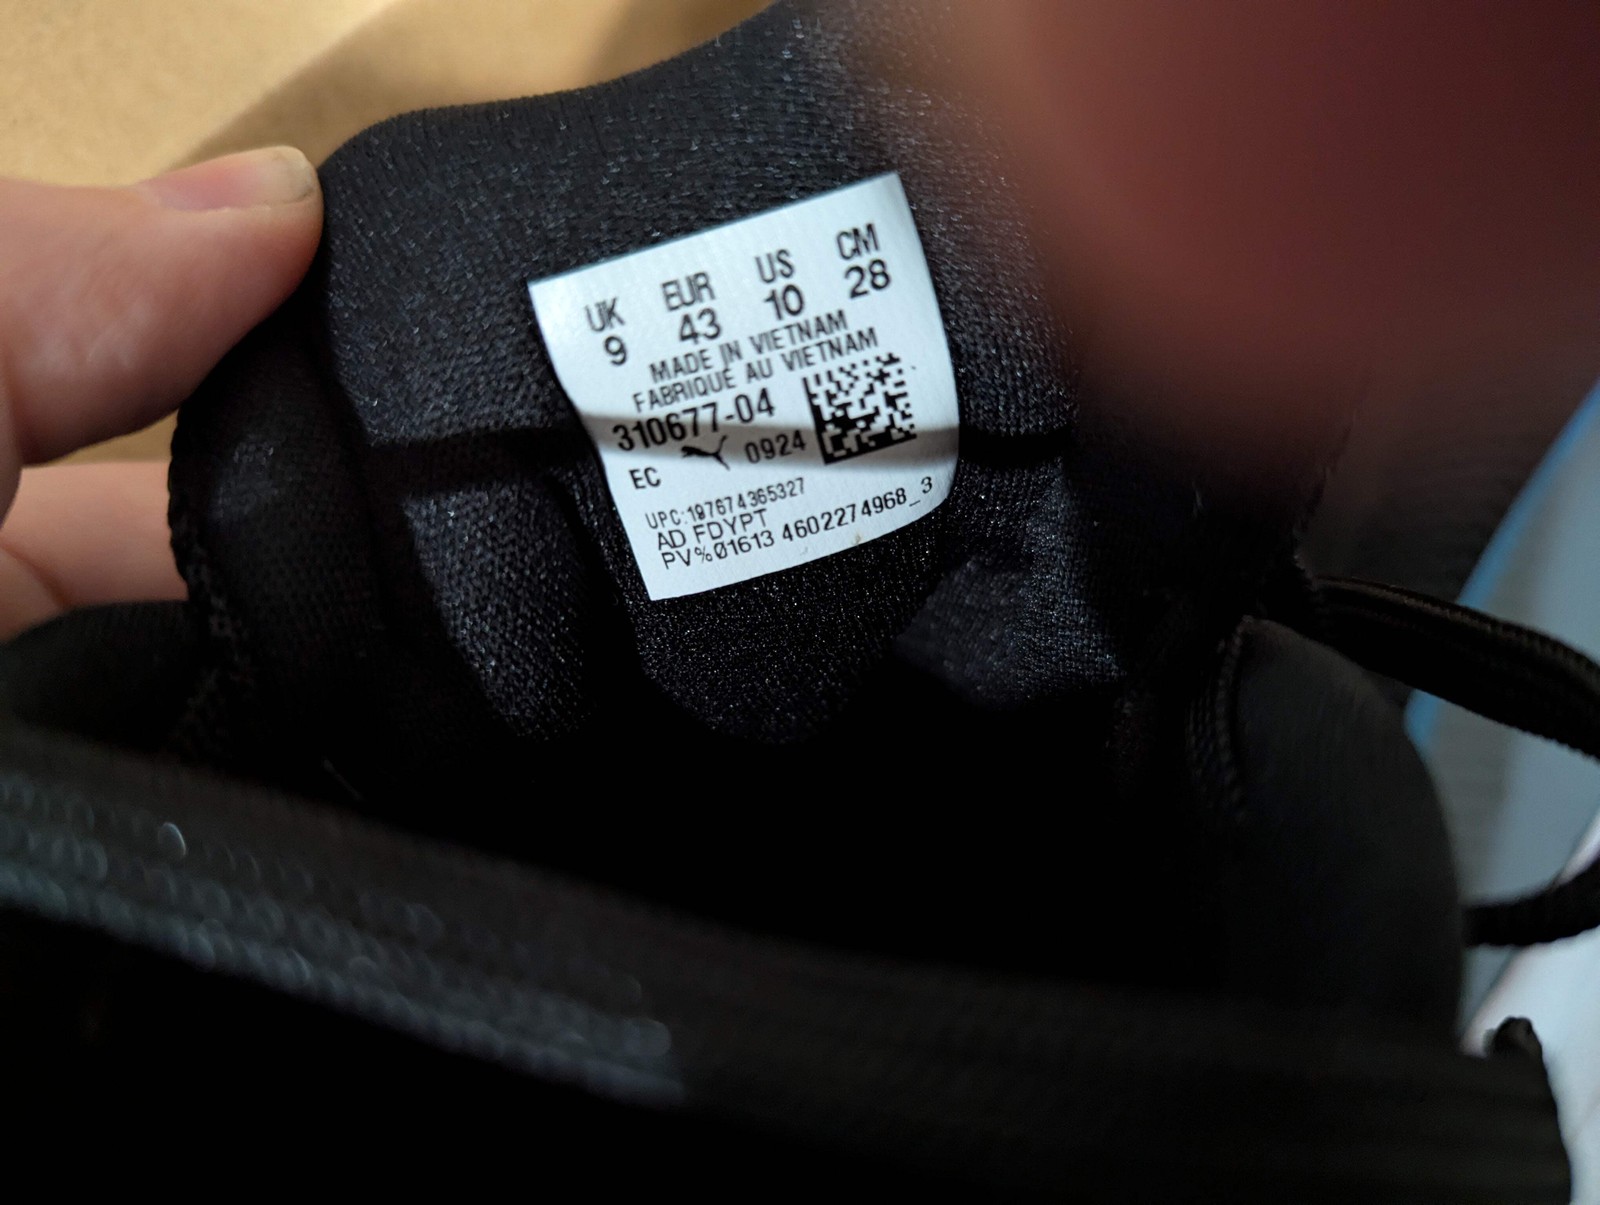 UK EUR US CM
9 43 10 28
MADE IN VIETNAM
FABRIQUE AU VIETNAM
310677-04
EC 0924
UPC:197674365327
AD FDYPT
PV%01613 4602274968_3